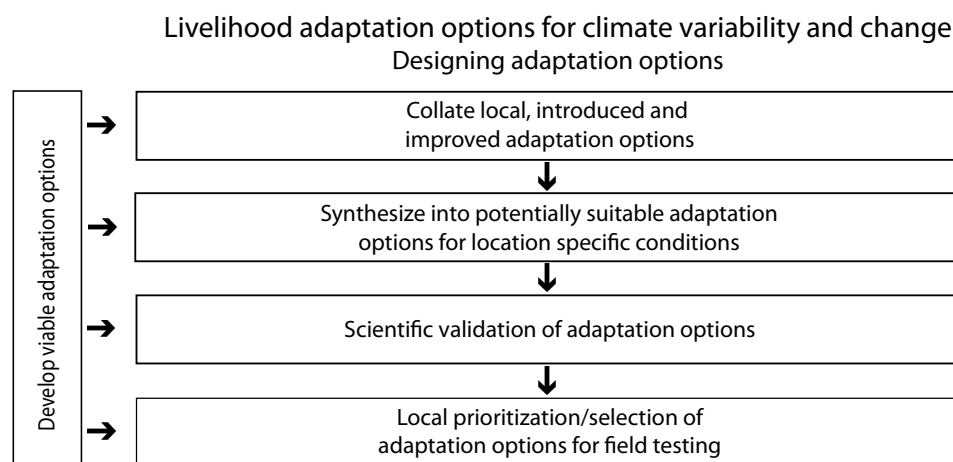 Livelihood adaptation options for climate variability and change
Designing adaptation options
Develop viable adaptation options
Collate local, introduced and
improved adaptation options
Synthesize into potentially suitable adaptation
options for location specific conditions
Scientific validation of adaptation options
Local prioritization/selection of
adaptation options for field testing